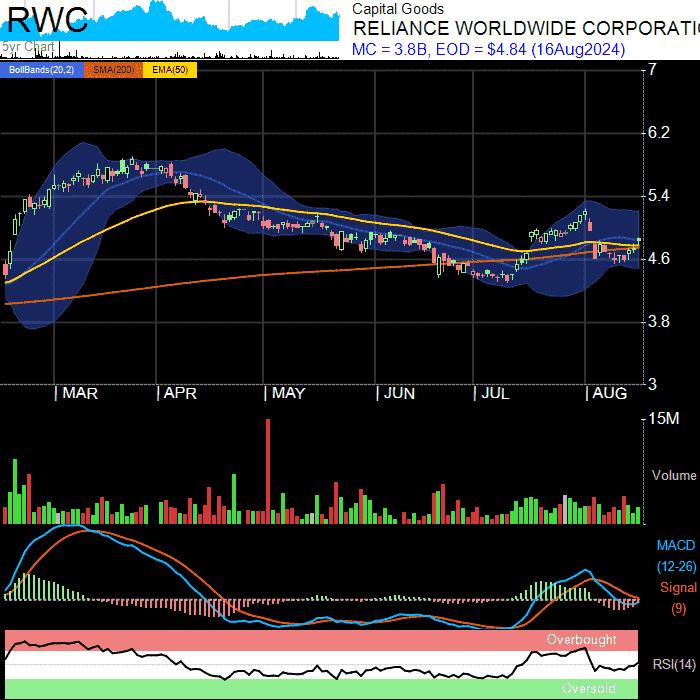 RWC
5yr Chart
Capital Goods
RELIANCE WORLDWIDE CORPORATI
MC = 3.8B, EOD = $4.84 (16Aug2024)
BollBands(20,2) SMA(200) EMA(50)
7
6.2
5.4
4.6
3.8
3
MAR APR MAY JUN JUL AUG
15M
Volume
MACD
(12-26)
Signal
(9)
Overbought
RSI(14)
Oversold